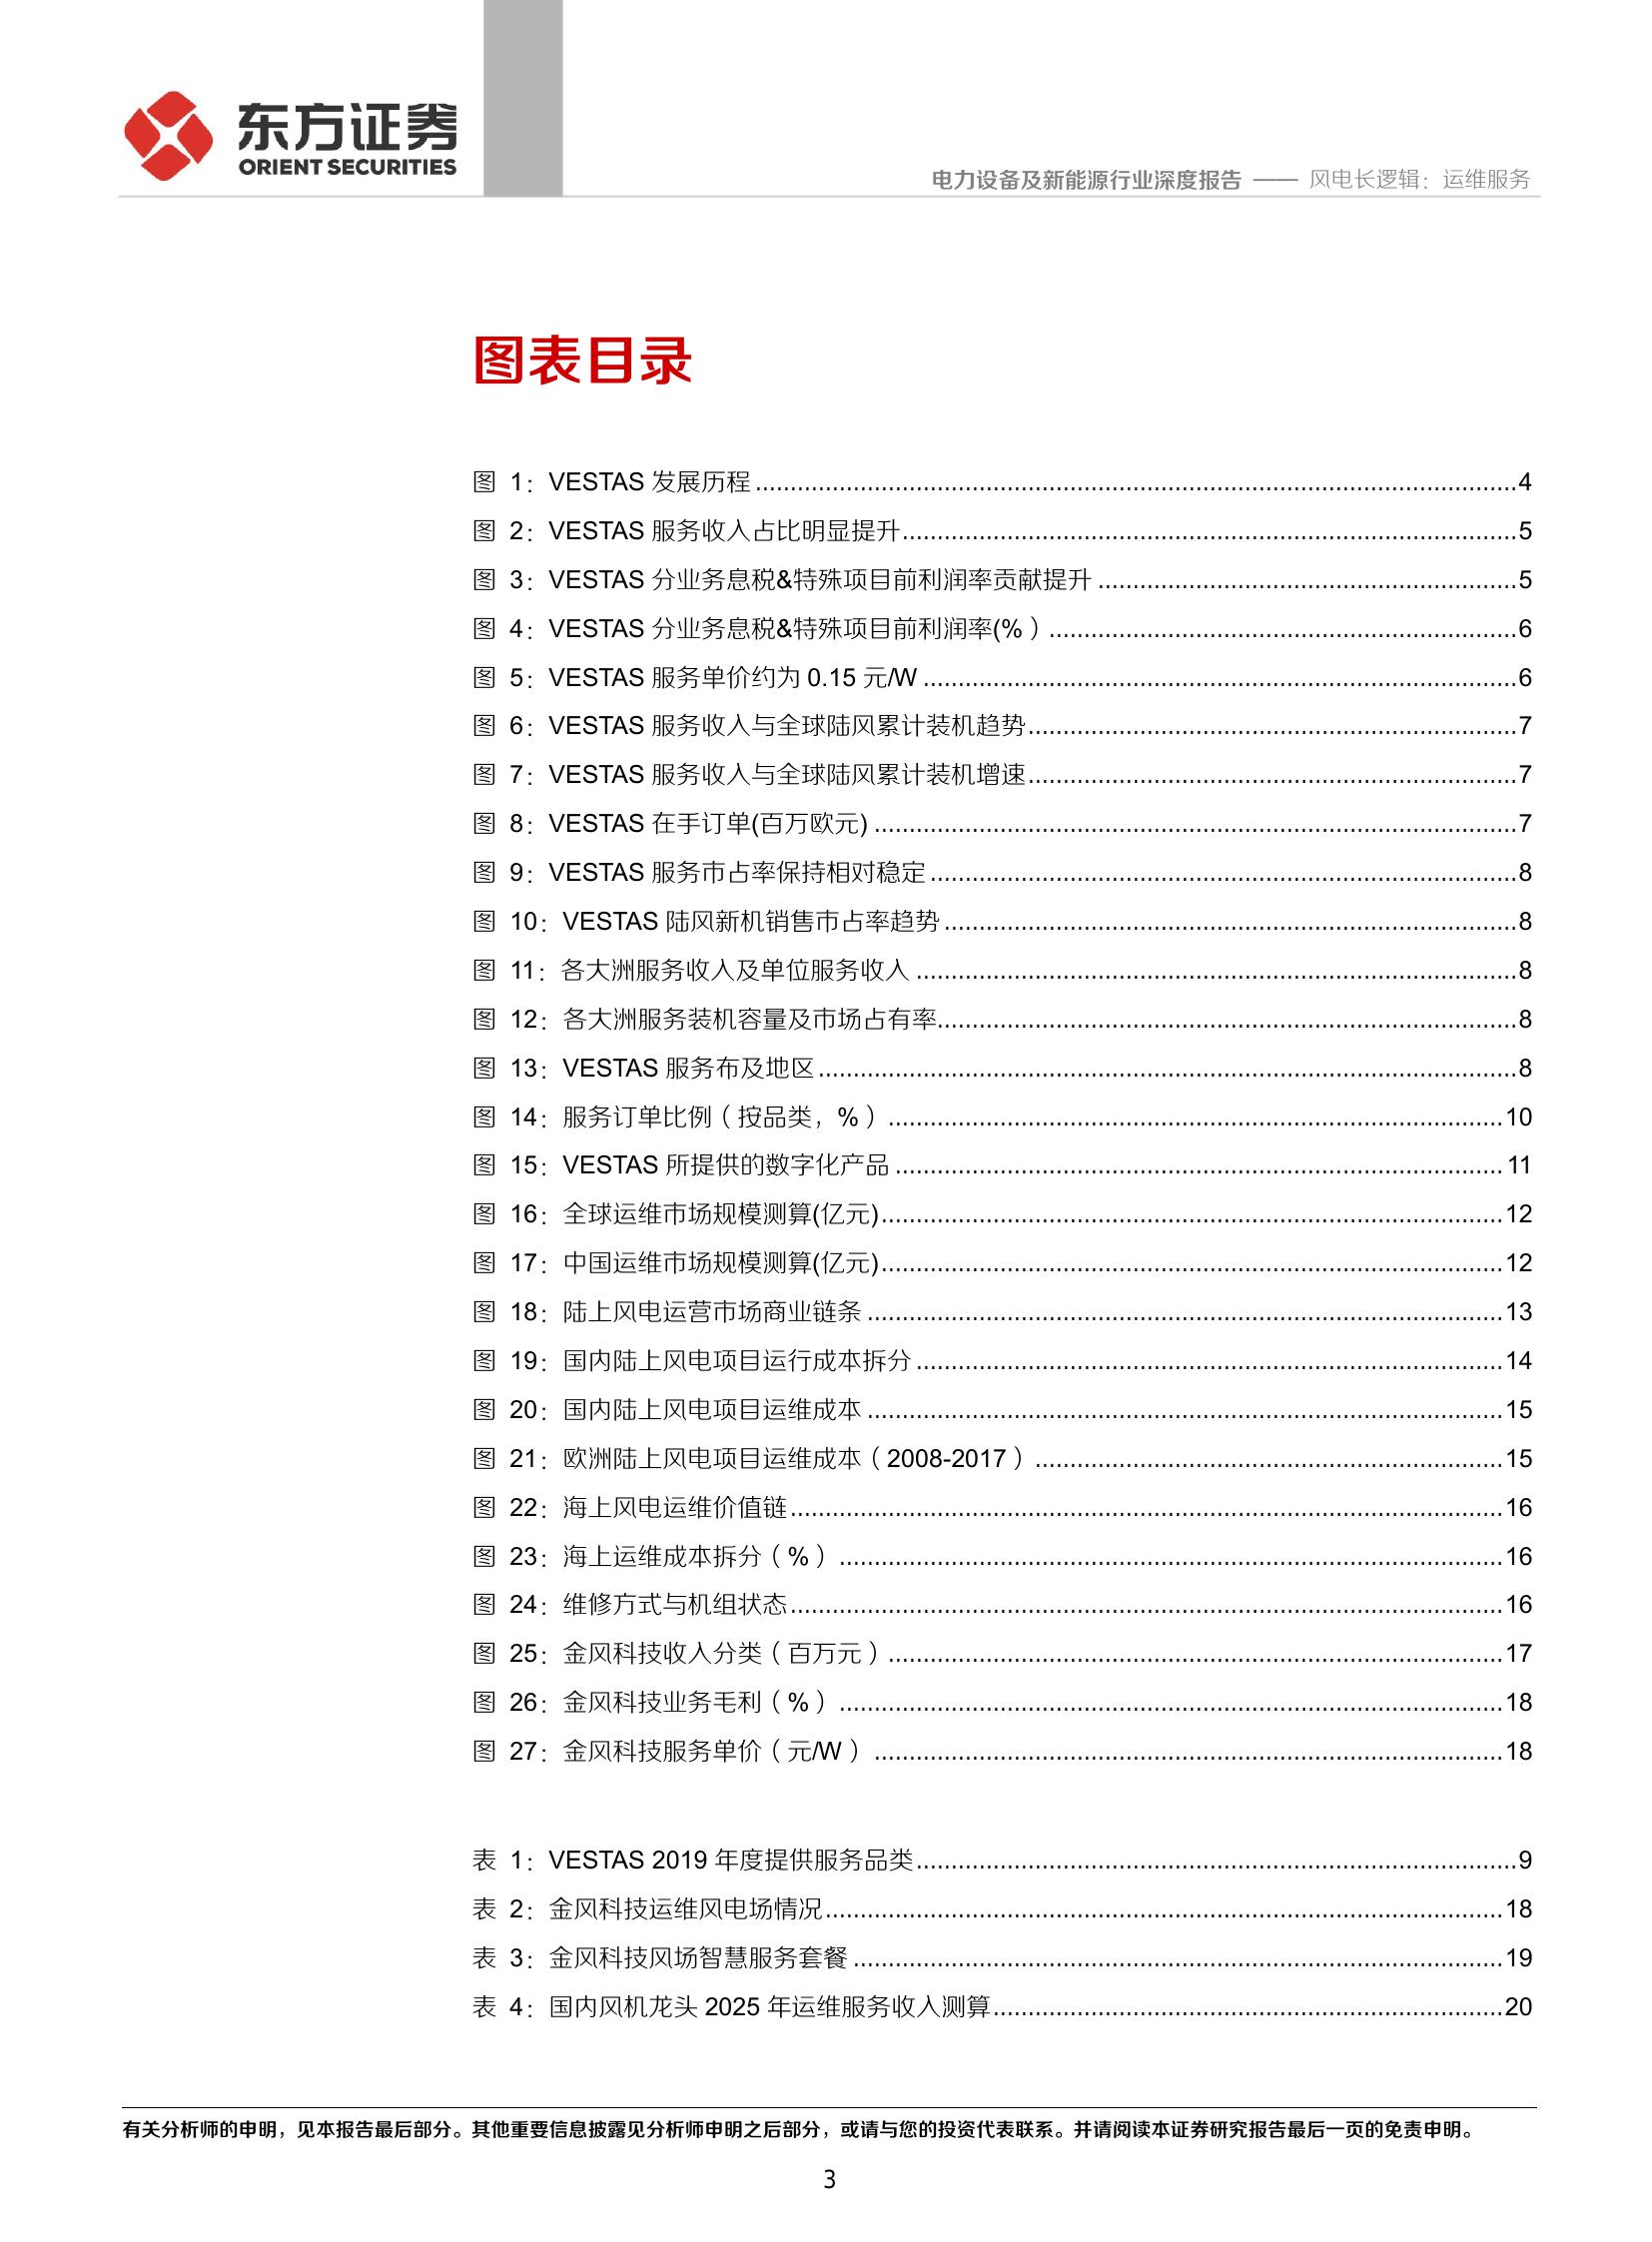 东方证券
ORIENT SECURITIES
电力设备及新能源行业深度报告 —— 风电长逻辑：运维服务
图表目录
图 1：VESTAS 发展历程....................4
图 2：VESTAS 服务收入占比明显提升....................5
图 3：VESTAS 分业务息税&特殊项目前利润率贡献提升....................5
图 4：VESTAS 分业务息税&特殊项目前利润率(%）....................6
图 5：VESTAS 服务单价约为 0.15 元/W....................6
图 6：VESTAS 服务收入与全球陆风累计装机趋势....................7
图 7：VESTAS 服务收入与全球陆风累计装机增速....................7
图 8：VESTAS 在手订单(百万欧元)....................7
图 9：VESTAS 服务市占率保持相对稳定....................8
图 10：VESTAS 陆风新机销售市占率趋势....................8
图 11：各大洲服务收入及单位服务收入....................8
图 12：各大洲服务装机容量及市场占有率....................8
图 13：VESTAS 服务布及地区....................8
图 14：服务订单比例（按品类，%）....................10
图 15：VESTAS 所提供的数字化产品....................11
图 16：全球运维市场规模测算(亿元)....................12
图 17：中国运维市场规模测算(亿元)....................12
图 18：陆上风电运营市场商业链条....................13
图 19：国内陆上风电项目运行成本拆分....................14
图 20：国内陆上风电项目运维成本....................15
图 21：欧洲陆上风电项目运维成本（2008-2017）....................15
图 22：海上风电运维价值链....................16
图 23：海上运维成本拆分（%）....................16
图 24：维修方式与机组状态....................16
图 25：金风科技收入分类（百万元）....................17
图 26：金风科技业务毛利（%）....................18
图 27：金风科技服务单价（元/W）....................18
表 1：VESTAS 2019 年度提供服务品类....................9
表 2：金风科技运维风电场情况....................18
表 3：金风科技风场智慧服务套餐....................19
表 4：国内风机龙头 2025 年运维服务收入测算....................20
有关分析师的申明，见本报告最后部分。其他重要信息披露见分析师申明之后部分，或请与您的投资代表联系。并请阅读本证券研究报告最后一页的免责申明。
3